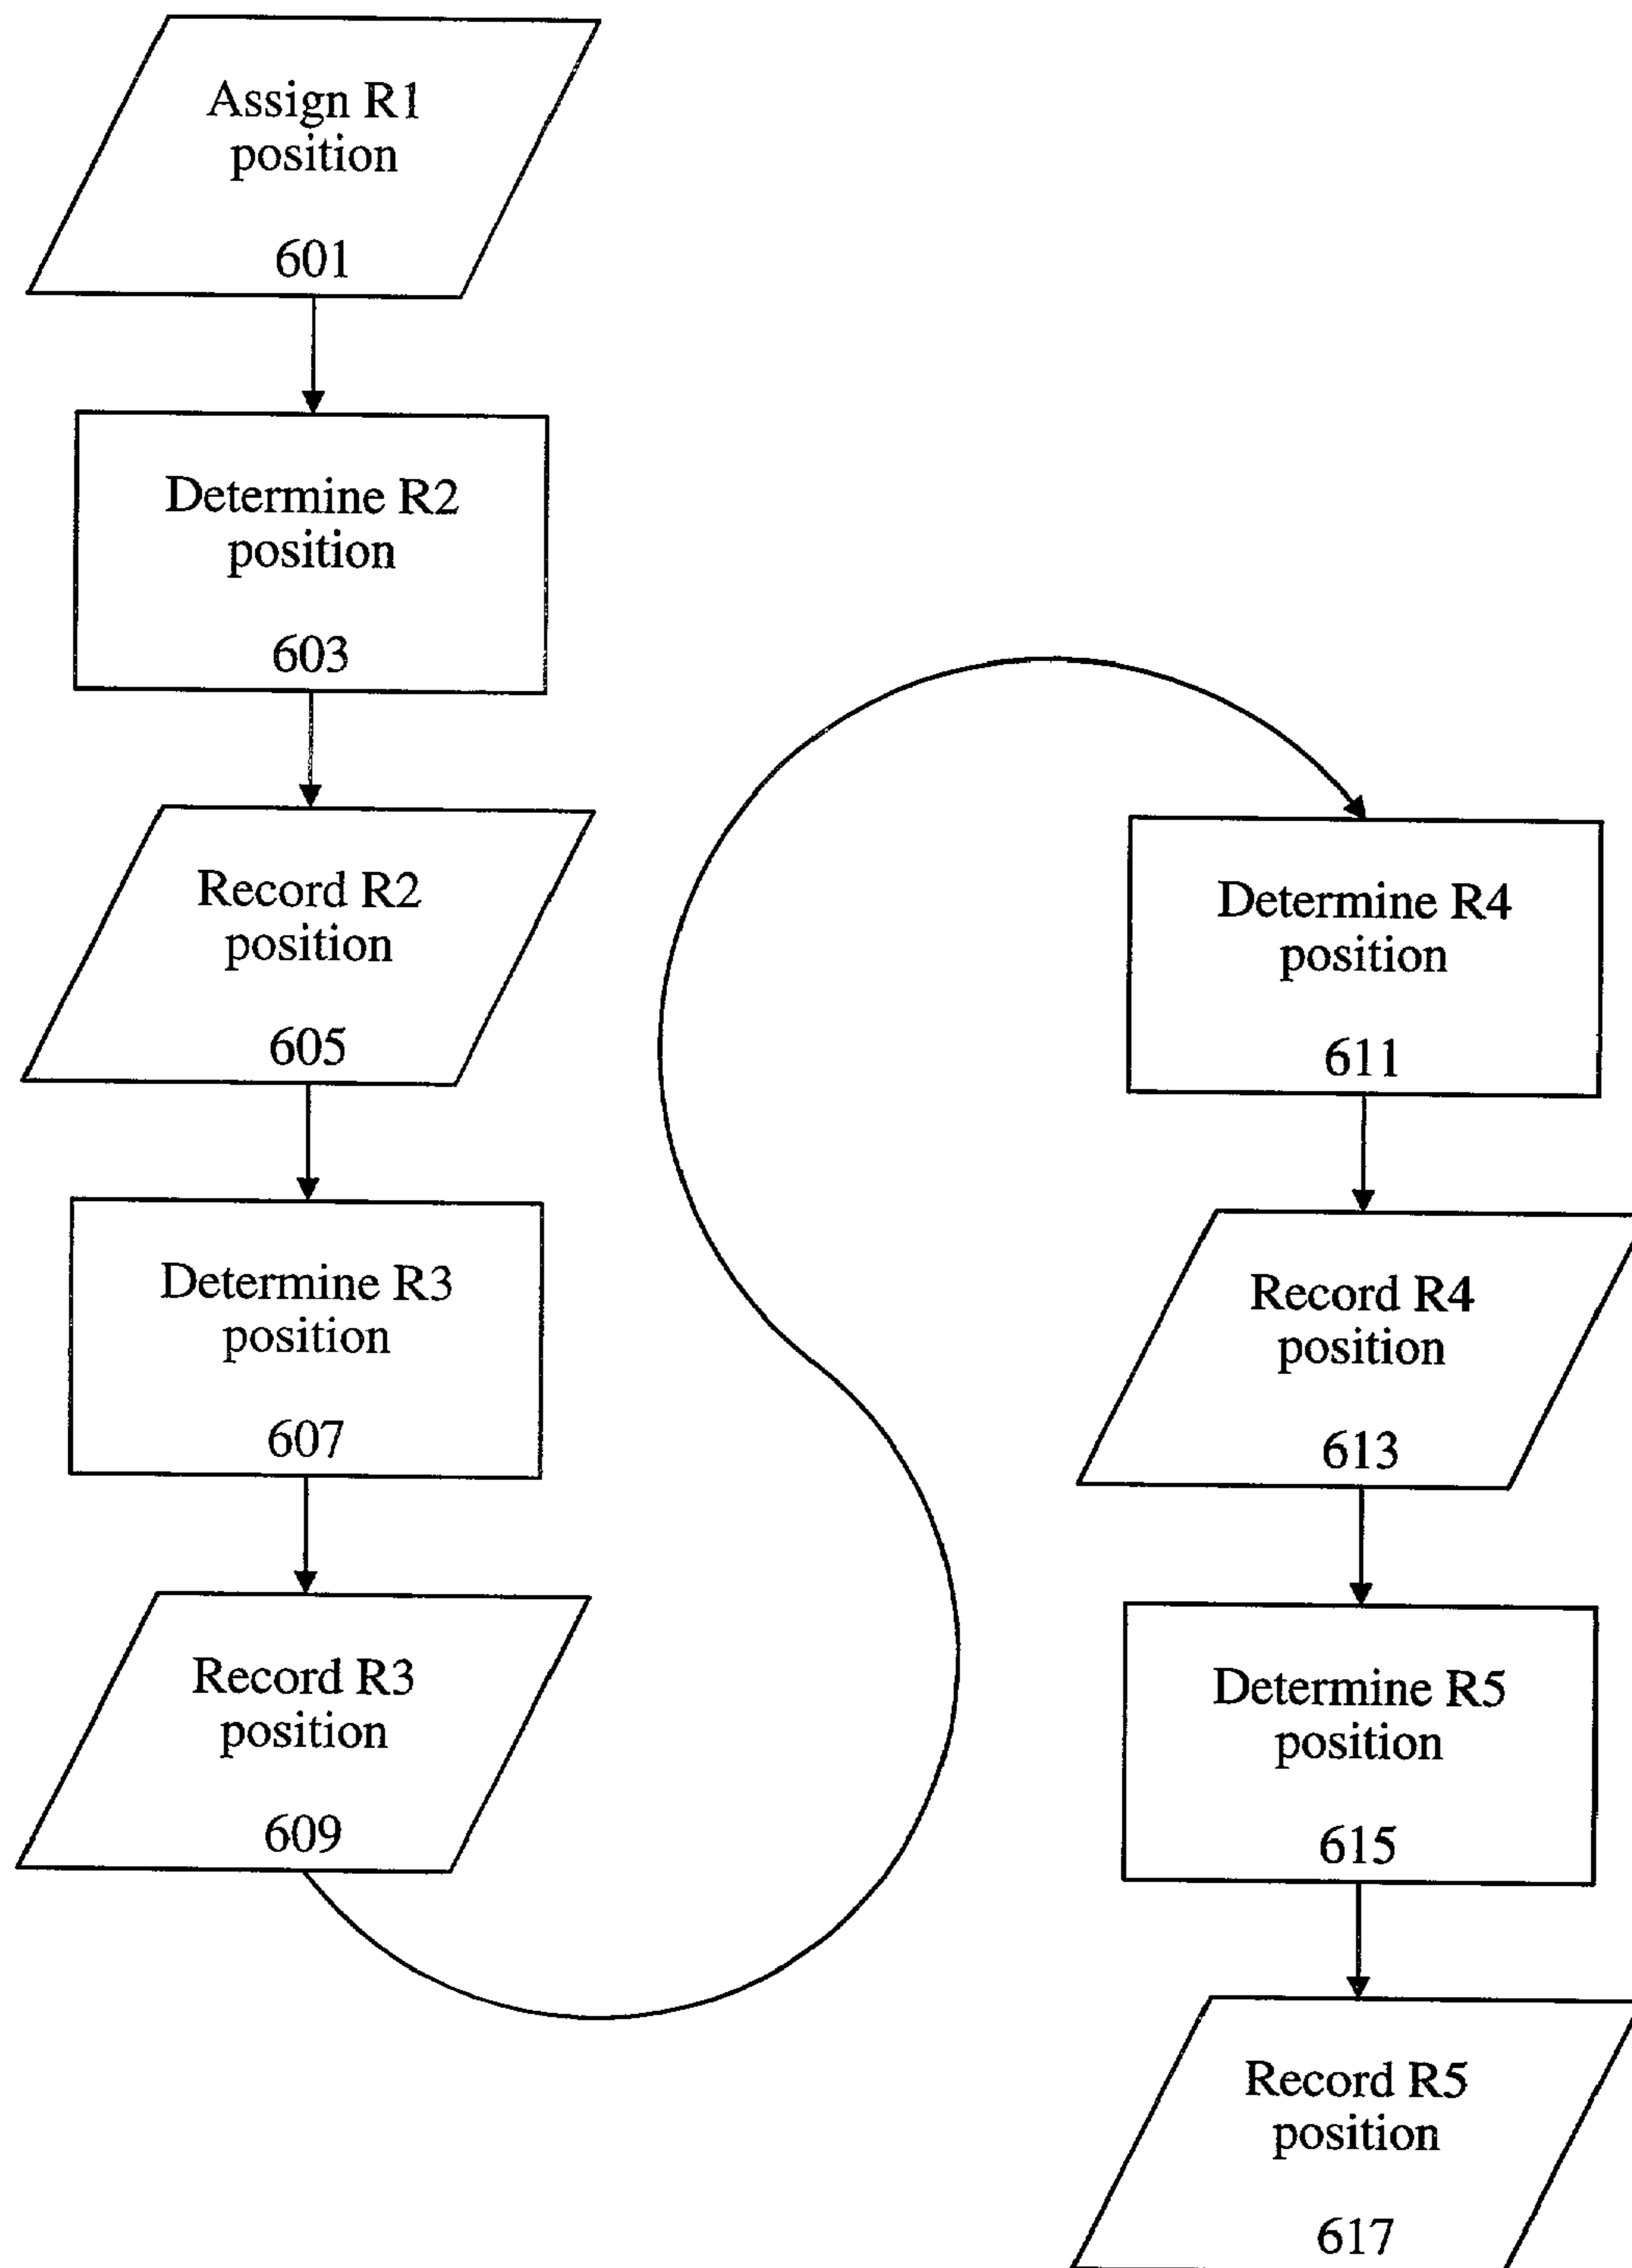 Assign R1
position
601
Determine R2
position
603
Record R2
position
605
Determine R3
position
607
Record R3
position
609
Determine R4
position
611
Record R4
position
613
Determine R5
position
615
Record R5
position
617